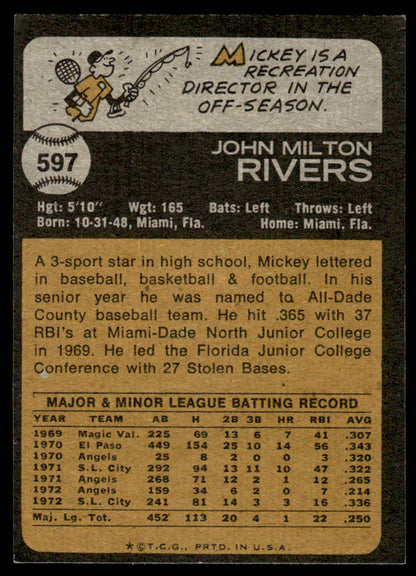 MICKEY IS A
RECREATION
DIRECTOR IN THE
OFF-SEASON.
597
JOHN MILTON
RIVERS
Hgt: 5'10" Wgt: 165 Bats: Left Throws: Left
Born: 10-31-48, Miami, Fla. Home: Miami, Fla.
A 3-sport star in high school, Mickey lettered
in baseball, basketball & football. In his
senior year he was named to All-Dade
County baseball team. He hit .365 with 37
RBI's at Miami-Dade North Junior College
in 1969. He led the Florida Junior College
Conference with 27 Stolen Bases.
MAJOR & MINOR LEAGUE BATTING RECORD
YEAR TEAM AB H 2B 3B HR RBI AVG
1969 Magic Val. 225 69 13 6 7 41 .307
1970 El Paso 449 154 25 10 14 56 .343
1970 Angels 25 8 2 0 0 3 .320
1971 S.L. City 292 94 13 11 10 47 .322
1971 Angels 268 71 12 2 1 12 .265
1972 Angels 159 34 6 2 0 7 .214
1972 S.L. City 241 81 14 3 3 16 .336
Maj. Lg. Tot. 452 113 20 4 1 22 .250
*©T.C.G., PRTD. IN U.S.A.